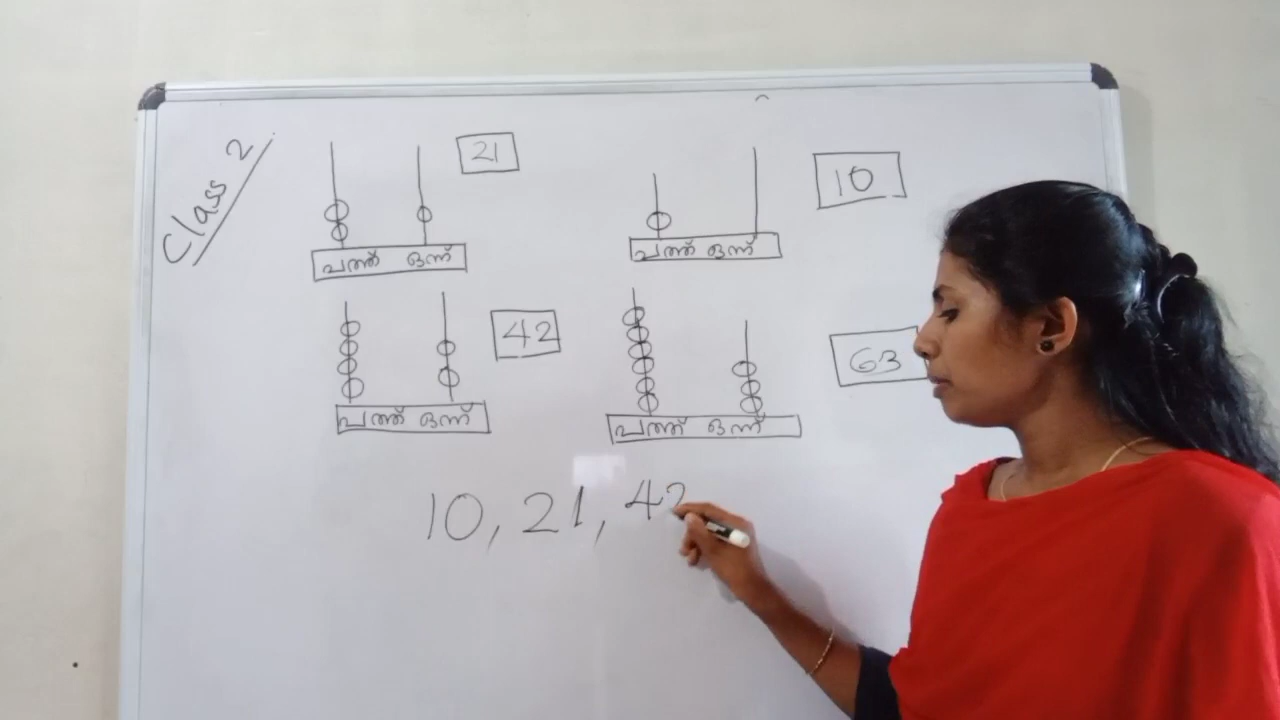 Class 2
21
പത്ത് ഒന്ന്
10
പത്ത് ഒന്ന്
42
പത്ത് ഒന്ന്
63
പത്ത് ഒന്ന്
10, 21, 42